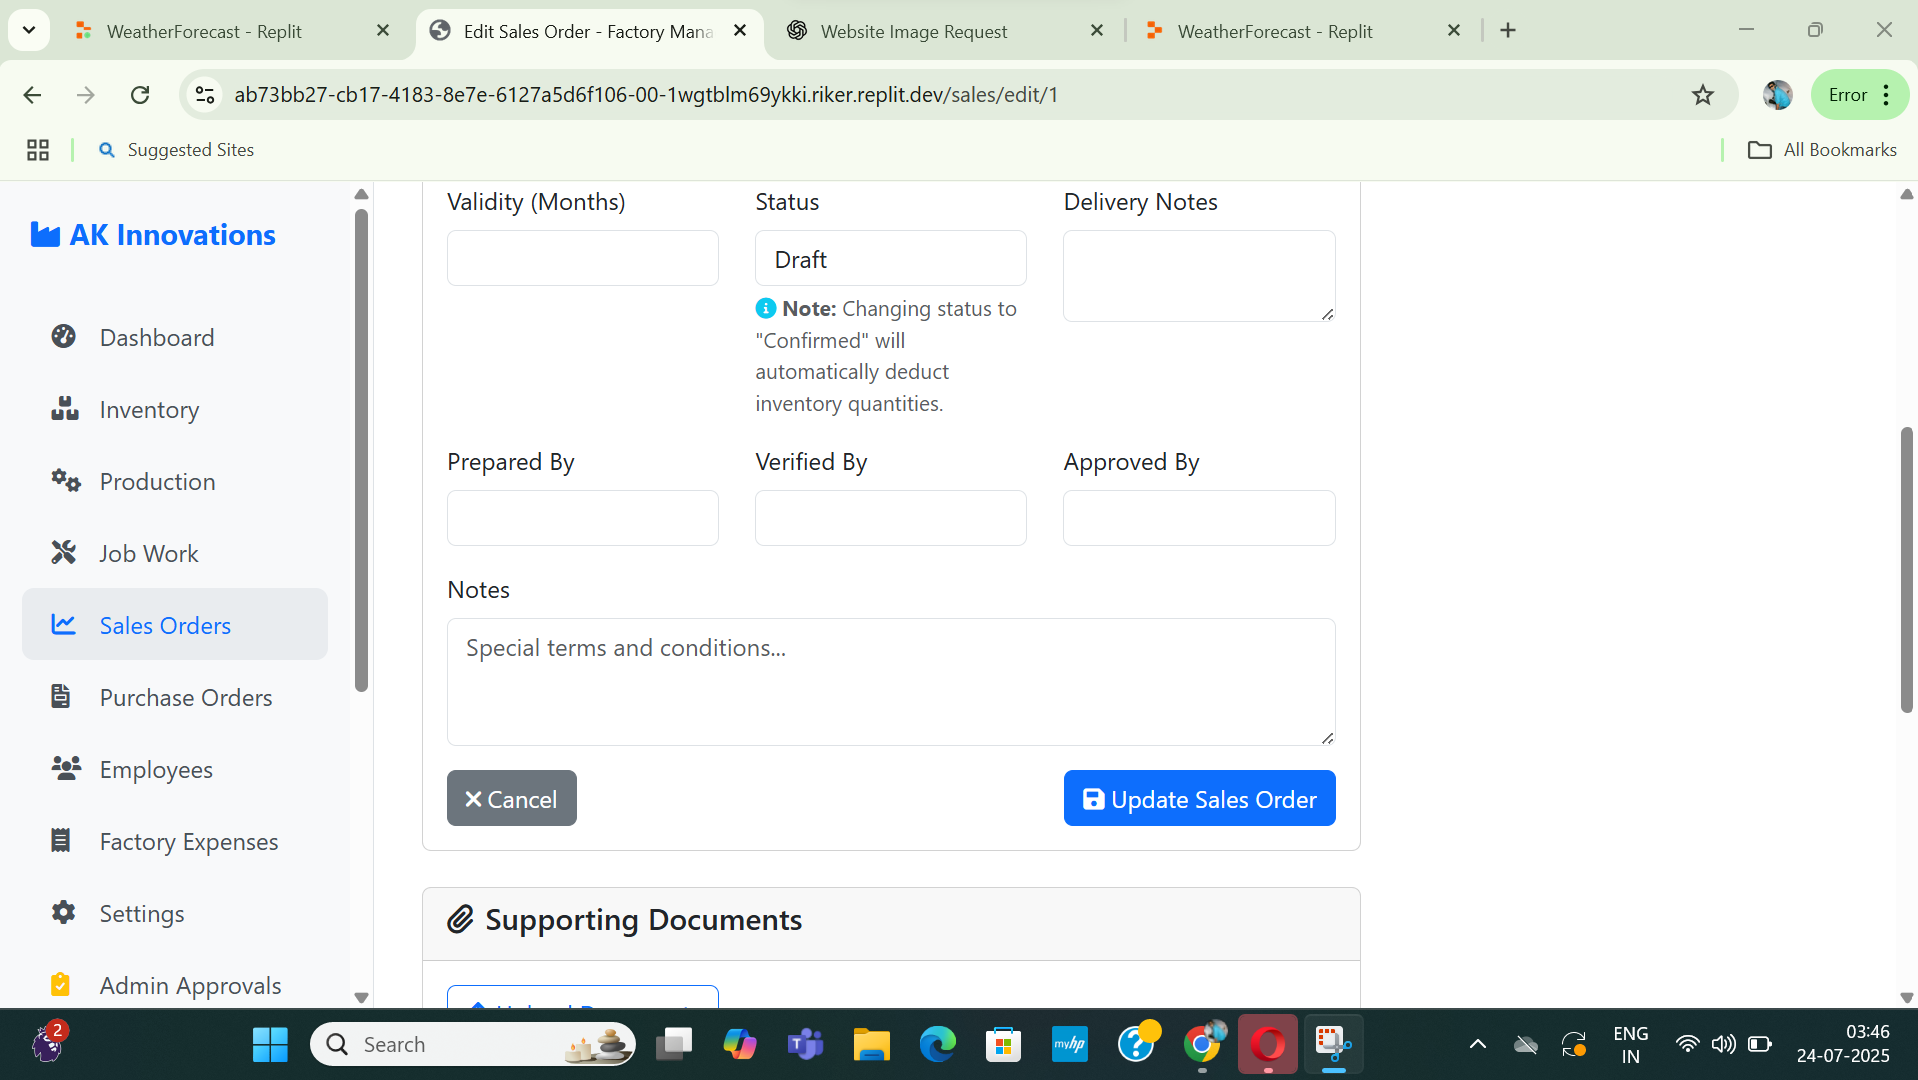 WeatherForecast - Replit
Edit Sales Order - Factory Mana
Website Image Request
WeatherForecast - Replit
ab73bb27-cb17-4183-8e7e-6127a5d6f106-00-1wgtblm69ykki.riker.replit.dev/sales/edit/1
Error
Suggested Sites
All Bookmarks
AK Innovations
Dashboard
Inventory
Production
Job Work
Sales Orders
Purchase Orders
Employees
Factory Expenses
Settings
Admin Approvals
Validity (Months)
Status
Delivery Notes
Draft
Note: Changing status to
"Confirmed" will
automatically deduct
inventory quantities.
Prepared By
Verified By
Approved By
Notes
Special terms and conditions...
Cancel
Update Sales Order
Supporting Documents
2
Search
myhp
ENG
IN
03:46
24-07-2025